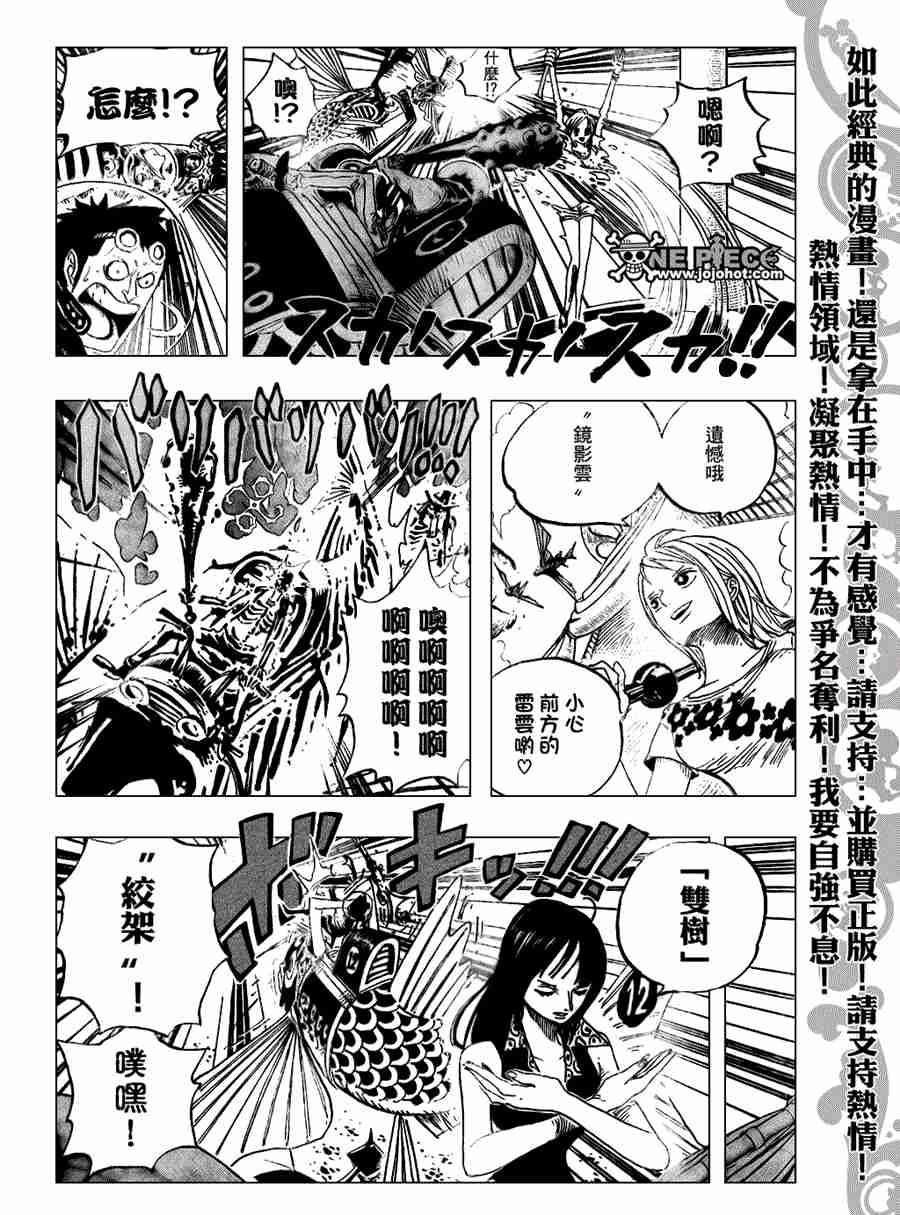 如此經典的漫畫！還是拿在手中…才有感覺…請支持…並購買正版！請支持熱情！
熱情領域！凝聚熱情！不為爭名奪利！我要自強不息！
嗯啊？
什麼!?
噢!?
ONE PIECE
www.jojohot.com
スカッスカッスカ!!
怎麼!?
遺憾哦
〝鏡影雲〞
小心
前方的
雷雲喲♡
噢啊啊啊
啊啊啊啊！
「雙樹」
12
ボキッ!!!
〝絞架〞！
噗嘿！